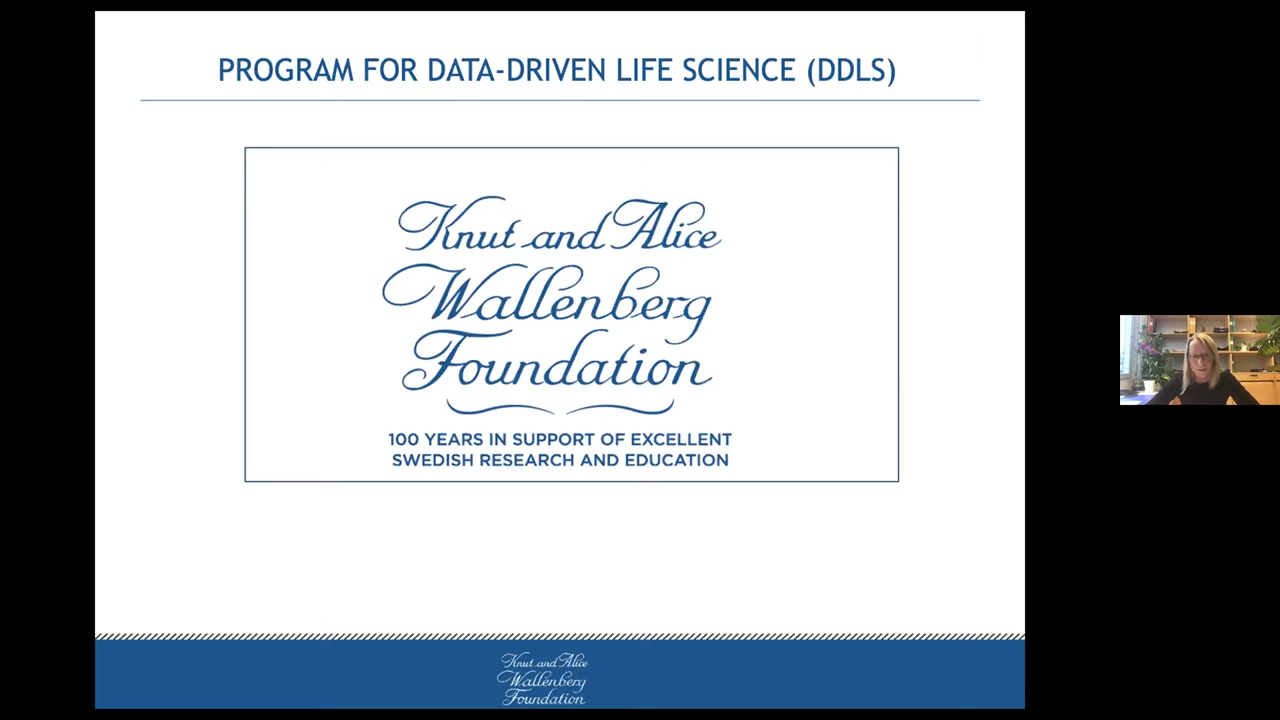 PROGRAM FOR DATA-DRIVEN LIFE SCIENCE (DDLS)
Knut and Alice
Wallenberg
Foundation
100 YEARS IN SUPPORT OF EXCELLENT
SWEDISH RESEARCH AND EDUCATION
Knut and Alice
Wallenberg
Foundation